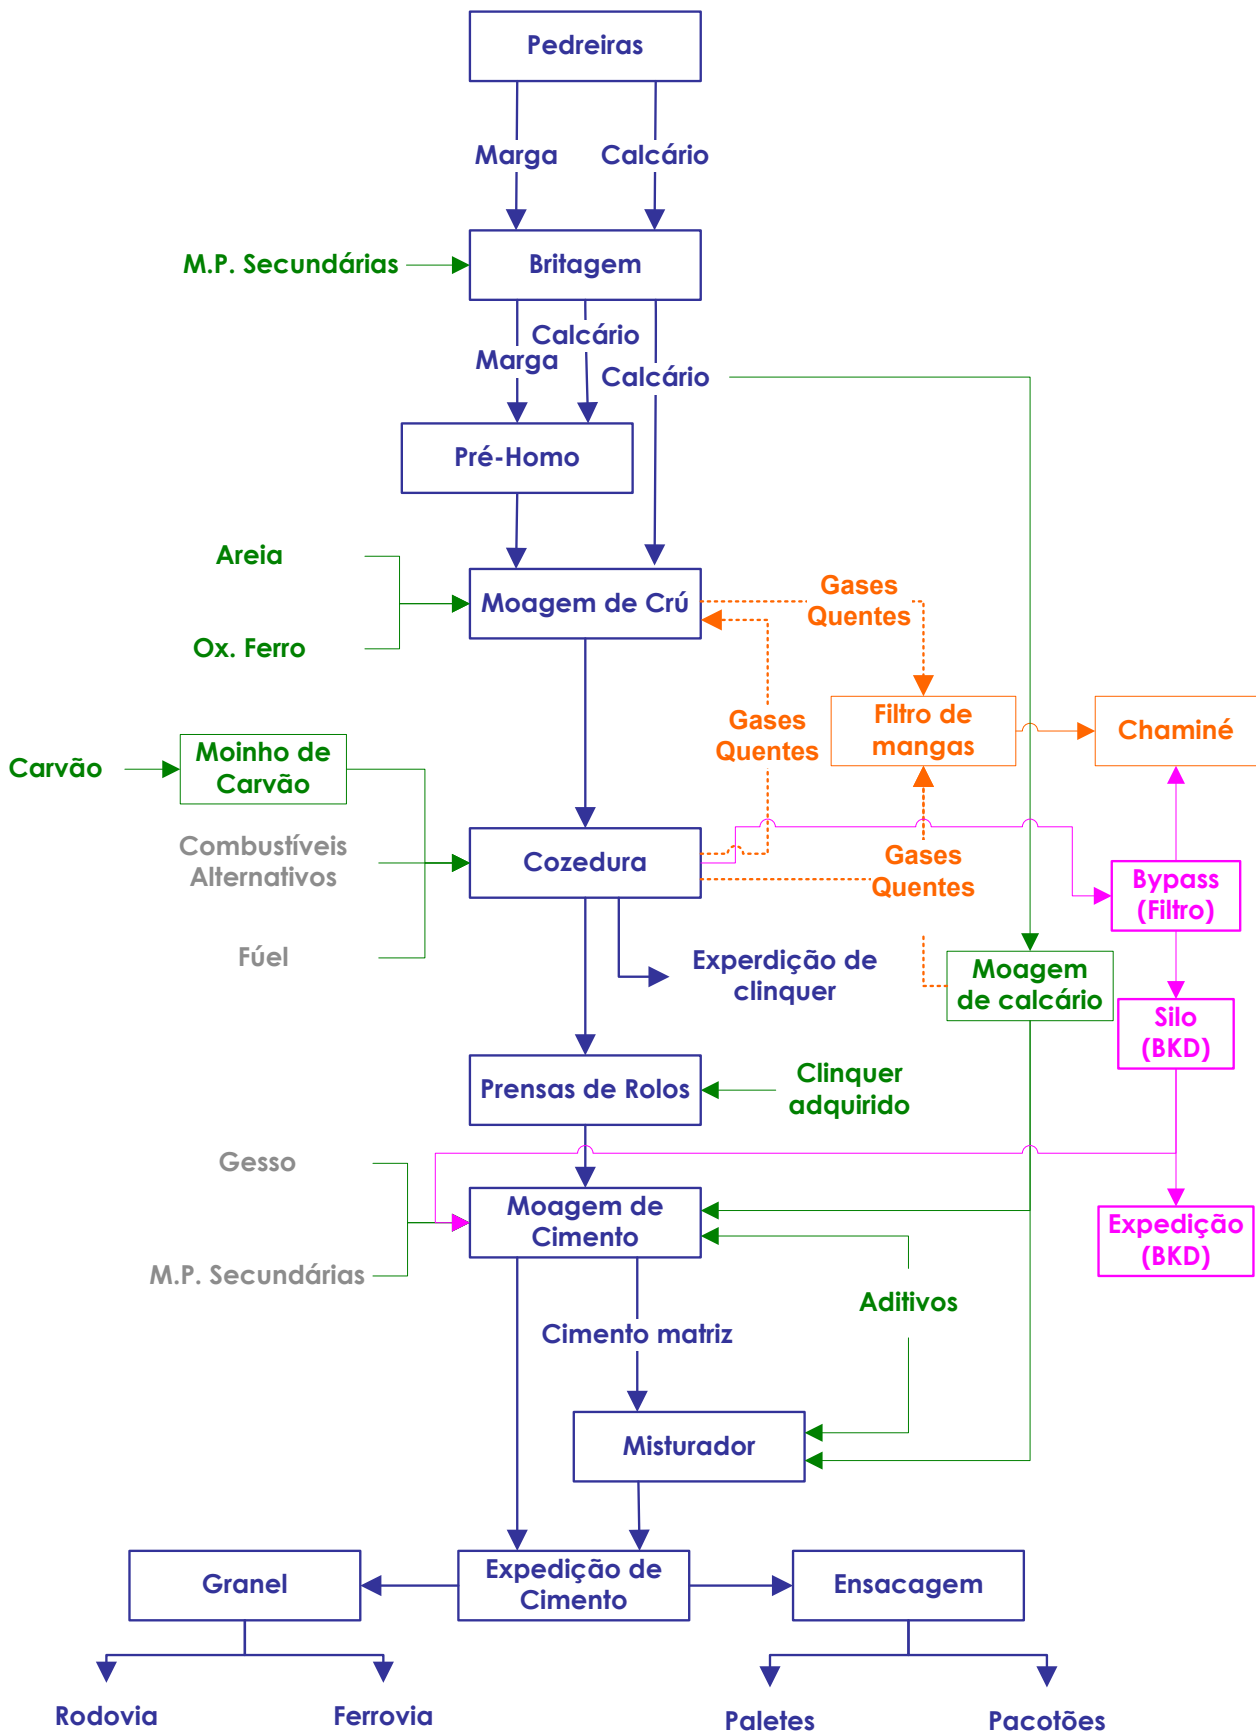 Pedreiras
Marga
Calcário
M.P. Secundárias
Britagem
Calcário
Marga
Calcário
Pré-Homo
Areia
Moagem de Crú
Gases
Quentes
Ox. Ferro
Gases
Quentes
Filtro de
mangas
Chaminé
Carvão
Moinho de
Carvão
Combustíveis
Alternativos
Cozedura
Gases
Quentes
Bypass
(Filtro)
Fúel
Experdição de
clinquer
Moagem
de calcário
Silo
(BKD)
Prensas de Rolos
Clinquer
adquirido
Gesso
Moagem de
Cimento
Expedição
(BKD)
M.P. Secundárias
Aditivos
Cimento matriz
Misturador
Granel
Expedição de
Cimento
Ensacagem
Rodovia
Ferrovia
Paletes
Pacotões